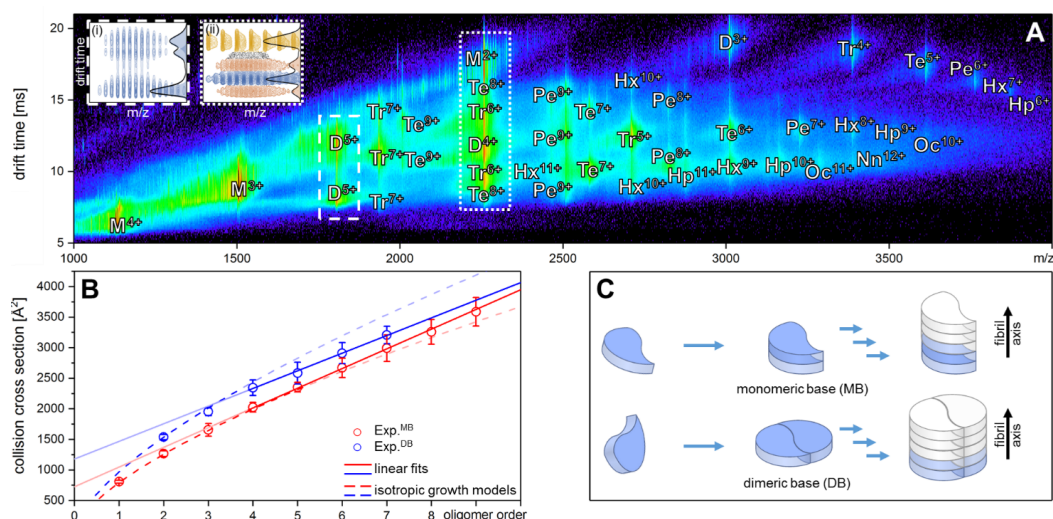 A
drift time [ms]
20
15
10
5
1000
1500
2000
2500
3000
3500
m/z
(i)
drift time
m/z
(ii)
m/z
M⁴⁺
M³⁺
D⁵⁺
D⁵⁺
Tr⁷⁺
Tr⁷⁺
Tr⁷⁺
Te⁹⁺
Te⁹⁺
M²⁺
Te⁸⁺
Tr⁶⁺
D⁴⁺
Tr⁶⁺
Te⁸⁺
Pe⁹⁺
Pe⁹⁺
Hx¹¹⁺
Pe⁹⁺
Te⁷⁺
Te⁷⁺
Hx¹⁰⁺
Tr⁵⁺
Hx¹⁰⁺
Pe⁸⁺
Pe⁸⁺
Hp¹¹⁺
D³⁺
Te⁶⁺
Hx⁹⁺
Pe⁷⁺
Hp¹⁰⁺
Oc¹¹⁺
Tr⁴⁺
Hx⁸⁺
Hp⁹⁺
Nn¹²⁺
Oc¹⁰⁺
Te⁵⁺
Pe⁶⁺
Hx⁷⁺
Hp⁶⁺
B
collision cross section [Å²]
4000
3500
3000
2500
2000
1500
1000
500
0 1 2 3 4 5 6 7 8 oligomer order
Exp.ᴹᴮ
Exp.ᴰᴮ
linear fits
isotropic growth models
C
monomeric base (MB)
fibril
axis
dimeric base (DB)
fibril
axis